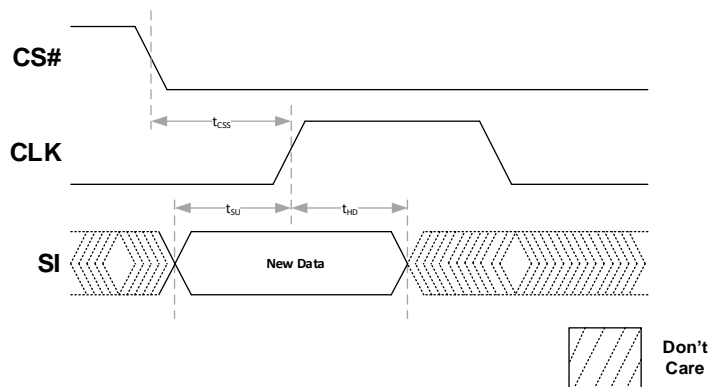 CS#
tCSS
CLK
tSU
tHD
SI
New Data
Don't
Care